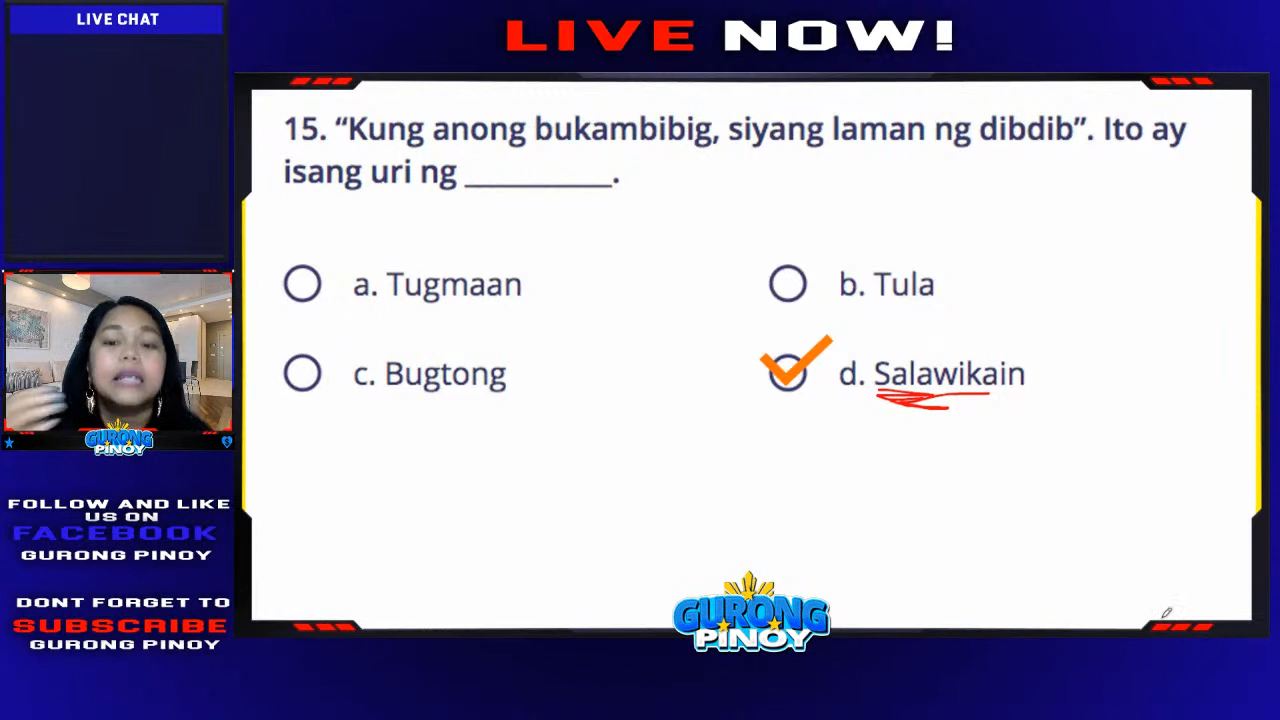 LIVE CHAT
LIVE NOW!
15. “Kung anong bukambibig, siyang laman ng dibdib”. Ito ay
isang uri ng __________.
a. Tugmaan
b. Tula
c. Bugtong
d. Salawikain
GURONG
PINOY
FOLLOW AND LIKE
US ON
FACEBOOK
GURONG PINOY
DONT FORGET TO
SUBSCRIBE
GURONG PINOY
GURONG
PINOY